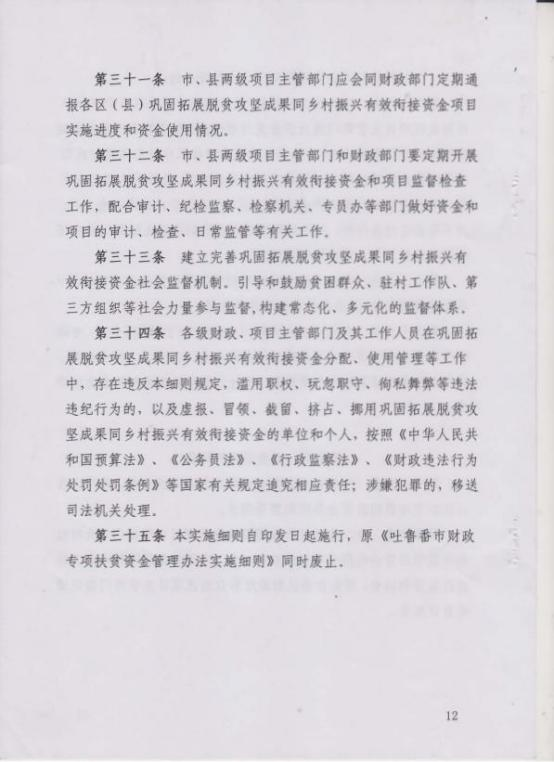 第三十一条 市、县两级项目主管部门应会同财政部门定期通
报各区(县)巩固拓展脱贫攻坚成果同乡村振兴有效衔接资金项目
实施进度和资金使用情况。
第三十二条 市、县两级项目主管部门和财政部门要定期开展
巩固拓展脱贫攻坚成果同乡村振兴有效衔接资金和项目监督检查
工作,配合审计、纪检监察、检察机关、专员办等部门做好资金和
项目的审计、检查、日常监管等有关工作。
第三十三条 建立完善巩固拓展脱贫攻坚成果同乡村振兴有
效衔接资金社会监督机制。引导和鼓励贫困群众、驻村工作队、第
三方组织等社会力量参与监督,构建常态化、多元化的监督体系。
第三十四条 各级财政、项目主管部门及其工作人员在巩固拓
展脱贫攻坚成果同乡村振兴有效衔接资金分配、使用管理等工作
中,存在违反本细则规定,滥用职权、玩忽职守、徇私舞弊等违法
违纪行为的,以及虚报、冒领、截留、挤占、挪用巩固拓展脱贫攻
坚成果同乡村振兴有效衔接资金的单位和个人,按照《中华人民共
和国预算法》、《公务员法》、《行政监察法》、《财政违法行为
处罚处分条例》等国家有关规定追究相应责任;涉嫌犯罪的,移送
司法机关处理。
第三十五条 本实施细则自印发日起施行,原《吐鲁番市财政
专项扶贫资金管理办法实施细则》同时废止.
12